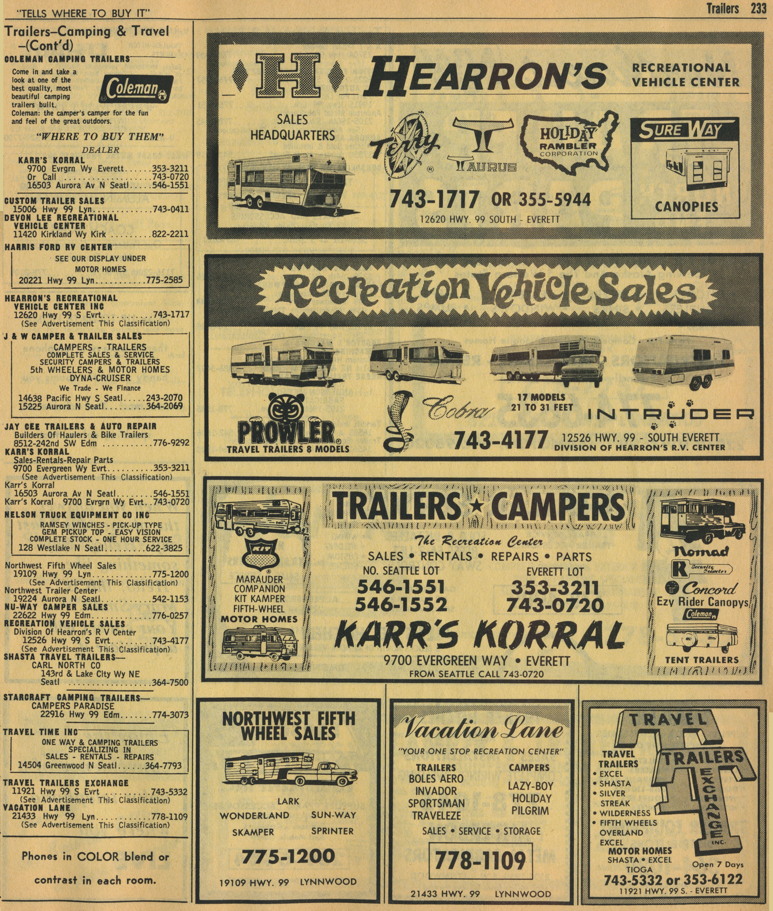 "TELLS WHERE TO BUY IT"
Trailers 233
Trailers–Camping & Travel
–(Cont'd)
COLEMAN CAMPING TRAILERS
Come in and take a
look at one of the
best quality, most
beautiful camping
trailers built.
Coleman: the camper's camper for the fun
and feel of the great outdoors.
Coleman
"WHERE TO BUY THEM"
DEALER
KARR'S KORRAL
9700 Evrgrn Wy Everett.....353-3211
Or Call ..................743-0720
16503 Aurora Av N Seatl...546-1551
CUSTOM TRAILER SALES
15006 Hwy 99 Lyn............743-0411
DEVON LEE RECREATIONAL
VEHICLE CENTER
11420 Kirkland Wy Kirk ........822-2211
HARRIS FORD RV CENTER
SEE OUR DISPLAY UNDER
MOTOR HOMES
20221 Hwy 99 Lyn..........775-2585
HEARRON'S RECREATIONAL
VEHICLE CENTER INC
12620 Hwy 99 S Evrt..........743-1717
(See Advertisement This Classification)
J & W CAMPER & TRAILER SALES
CAMPERS - TRAILERS
COMPLETE SALES & SERVICE
SECURITY CAMPERS & TRAILERS
5th WHEELERS & MOTOR HOMES
DYNA-CRUISER
We Trade - We Finance
14638 Pacific Hwy S Seatl.....243-2070
15225 Aurora N Seatl.........364-2069
JAY CEE TRAILERS & AUTO REPAIR
Builders Of Haulers & Bike Trailers
8512-242nd SW Edm ..........776-9292
KARR'S KORRAL
Sales-Rentals-Repair Parts
9700 Evergreen Wy Evrt........353-3211
(See Advertisement This Classification)
Karr's Korral
16503 Aurora Av N Seatl.....546-1551
Karr's Korral 9700 Evrgrn Wy Evrt.743-0720
NELSON TRUCK EQUIPMENT CO INC
RAMSEY WINCHES - PICK-UP TYPE
GEM PICKUP TOP - EASY VISION
COMPLETE STOCK - ONE HOUR SERVICE
128 Westlake N Seatl..........622-3825
Northwest Fifth Wheel Sales
19109 Hwy 99 Lyn............775-1200
(See Advertisement This Classification)
Northwest Trailer Center
19224 Aurora N Seatl..........542-1153
NU-WAY CAMPER SALES
22622 Hwy 99 Edm...........776-0257
RECREATION VEHICLE SALES
Division Of Hearron's R V Center
12526 Hwy 99 S Evrt..........743-4177
(See Advertisement This Classification)
SHASTA TRAVEL TRAILERS—
CARL NORTH CO
143rd & Lake City Wy NE
Seatl ....................364-7500
STARCRAFT CAMPING TRAILERS—
CAMPERS PARADISE
22916 Hwy 99 Edm.........774-3073
TRAVEL TIME INC
ONE WAY & CAMPING TRAILERS
SPECIALIZING IN
SALES - RENTALS - REPAIRS
14504 Greenwood N Seatl.....364-7793
TRAVEL TRAILERS EXCHANGE
11921 Hwy 99 S Evrt ..........743-5332
(See Advertisement This Classification)
VACATION LANE
21433 Hwy 99 Lyn............778-1109
(See Advertisement This Classification)
Phones in COLOR blend or
contrast in each room.
H
HEARRON'S
RECREATIONAL
VEHICLE CENTER
SALES
HEADQUARTERS
Terry
TAURUS
HOLIDAY
RAMBLER
CORPORATION
SURE WAY
CANOPIES
743-1717 OR 355-5944
12620 HWY. 99 SOUTH - EVERETT
Recreation Vehicle Sales
PROWLER
TRAVEL TRAILERS 8 MODELS
Cobra
17 MODELS
21 TO 31 FEET
INTRUDER
743-4177
12526 HWY. 99 - SOUTH EVERETT
DIVISION OF HEARRON'S R.V. CENTER
TRAILERS ★ CAMPERS
The Recreation Center
SALES • RENTALS • REPAIRS • PARTS
NO. SEATTLE LOT
546-1551
546-1552
EVERETT LOT
353-3211
743-0720
KARR'S KORRAL
9700 EVERGREEN WAY • EVERETT
FROM SEATTLE CALL 743-0720
KIT
MARAUDER
COMPANION
KIT KAMPER
FIFTH-WHEEL
MOTOR HOMES
Nomad
R
Security
Concord
Ezy Rider Canopys
Coleman
TENT TRAILERS
NORTHWEST FIFTH
WHEEL SALES
LARK
WONDERLAND SUN-WAY
SKAMPER SPRINTER
775-1200
19109 HWY. 99 LYNNWOOD
Vacation Lane
"YOUR ONE STOP RECREATION CENTER"
TRAILERS
BOLES AERO
INVADOR
SPORTSMAN
TRAVELEZE
CAMPERS
LAZY-BOY
HOLIDAY
PILGRIM
SALES • SERVICE • STORAGE
778-1109
21433 HWY. 99 LYNNWOOD
TRAVEL
TRAILERS
EXCHANGE
INC.
TRAVEL
TRAILERS
• EXCEL
• SHASTA
• SILVER
STREAK
• WILDERNESS
• FIFTH WHEELS
OVERLAND
EXCEL
MOTOR HOMES
SHASTA • EXCEL
TIOGA
Open 7 Days
743-5332 or 353-6122
11921 HWY. 99 S. - EVERETT